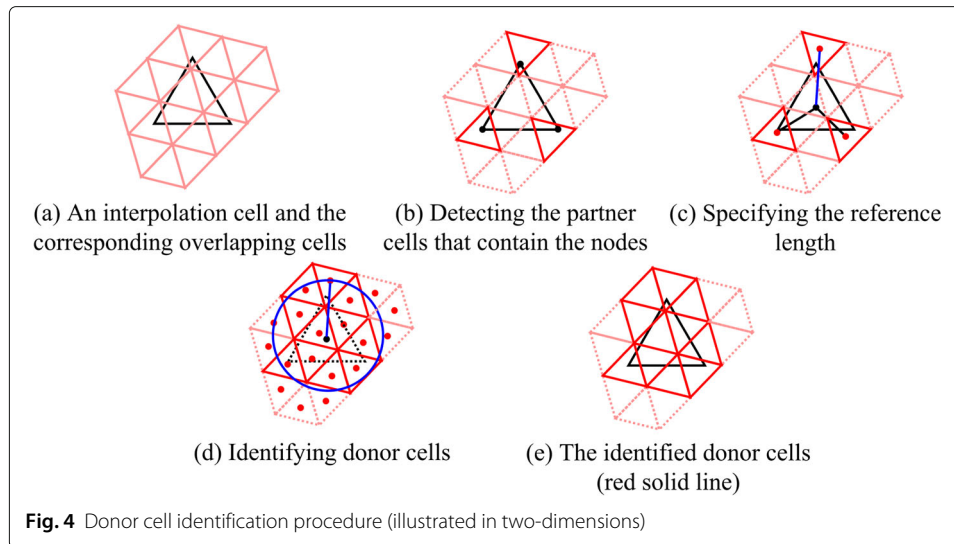 (a) An interpolation cell and the
corresponding overlapping cells
(b) Detecting the partner
cells that contain the nodes
(c) Specifying the reference
length
(d) Identifying donor cells
(e) The identified donor cells
(red solid line)
Fig. 4 Donor cell identification procedure (illustrated in two-dimensions)